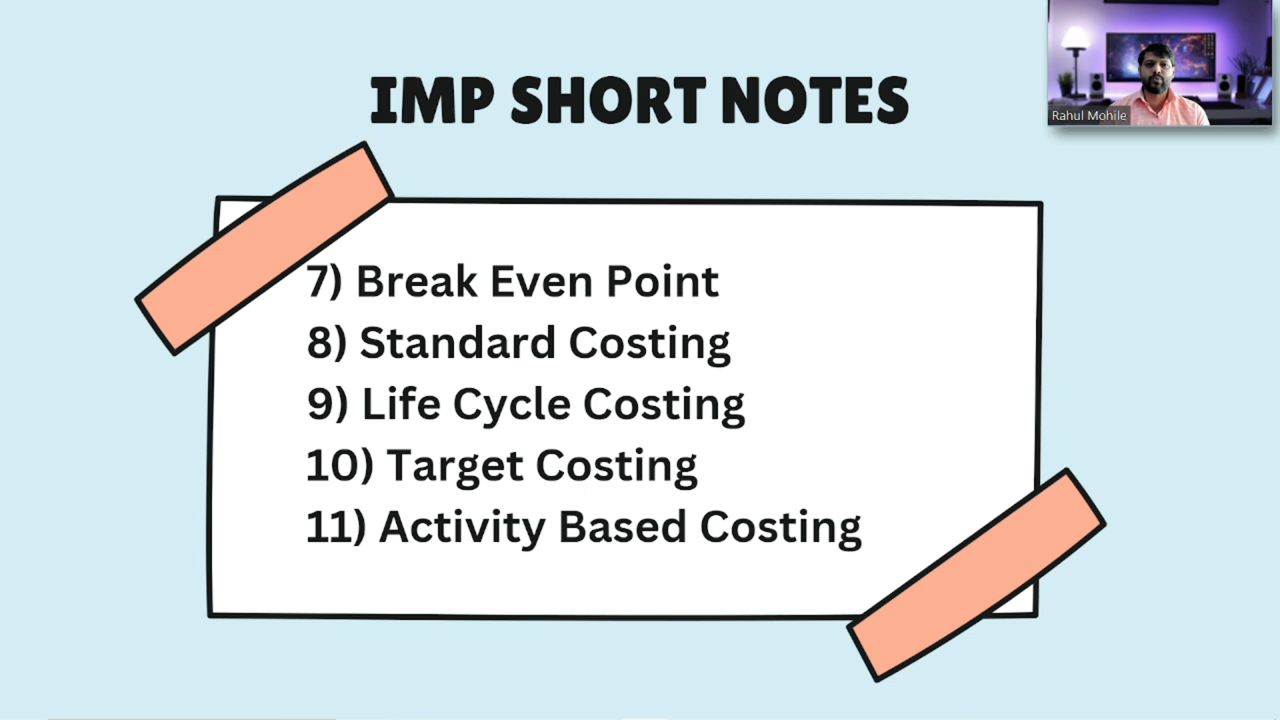 IMP SHORT NOTES
Rahul Mohile
7) Break Even Point
8) Standard Costing
9) Life Cycle Costing
10) Target Costing
11) Activity Based Costing